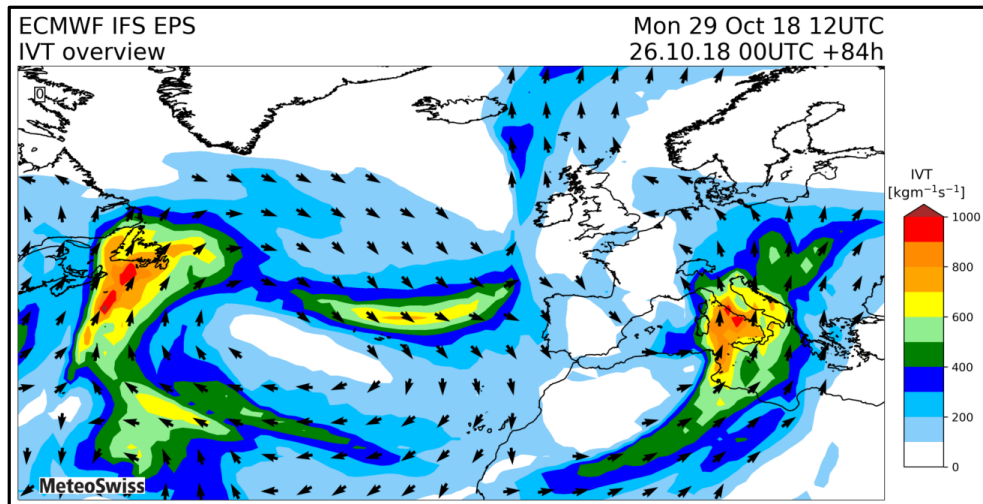 ECMWF IFS EPS
IVT overview
Mon 29 Oct 18 12UTC
26.10.18 00UTC +84h
0
IVT
[kgm⁻¹s⁻¹]
1000
800
600
400
200
0
MeteoSwiss